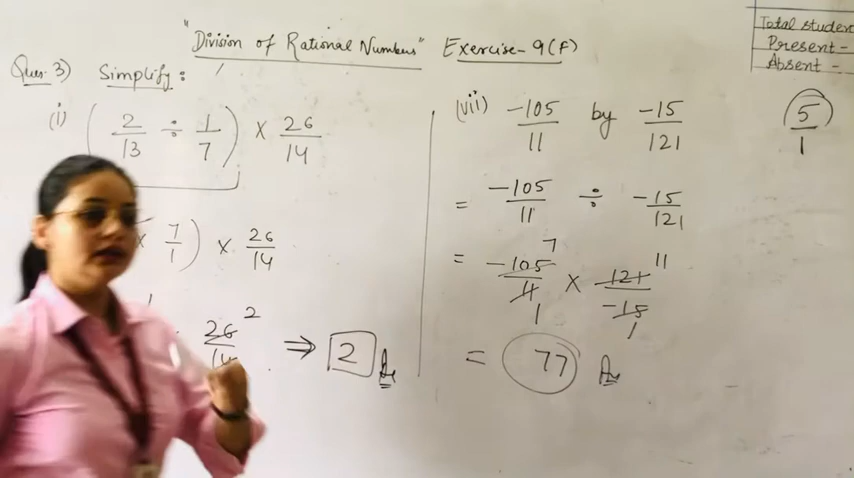 "Division of Rational Numbers" Exercise-9(F)
Total student
Present -
Absent -
Ques. 3) Simplify:
(i) (2/13 ÷ 1/7) × 26/14
× 7/1) × 26/14
26 2
⇒ 2 Ans
(vii) -105/11 by -15/121
= -105/11 ÷ -15/121
= -105/11 × 121/-15
7 11
1 1
= 77 Ans
5/1